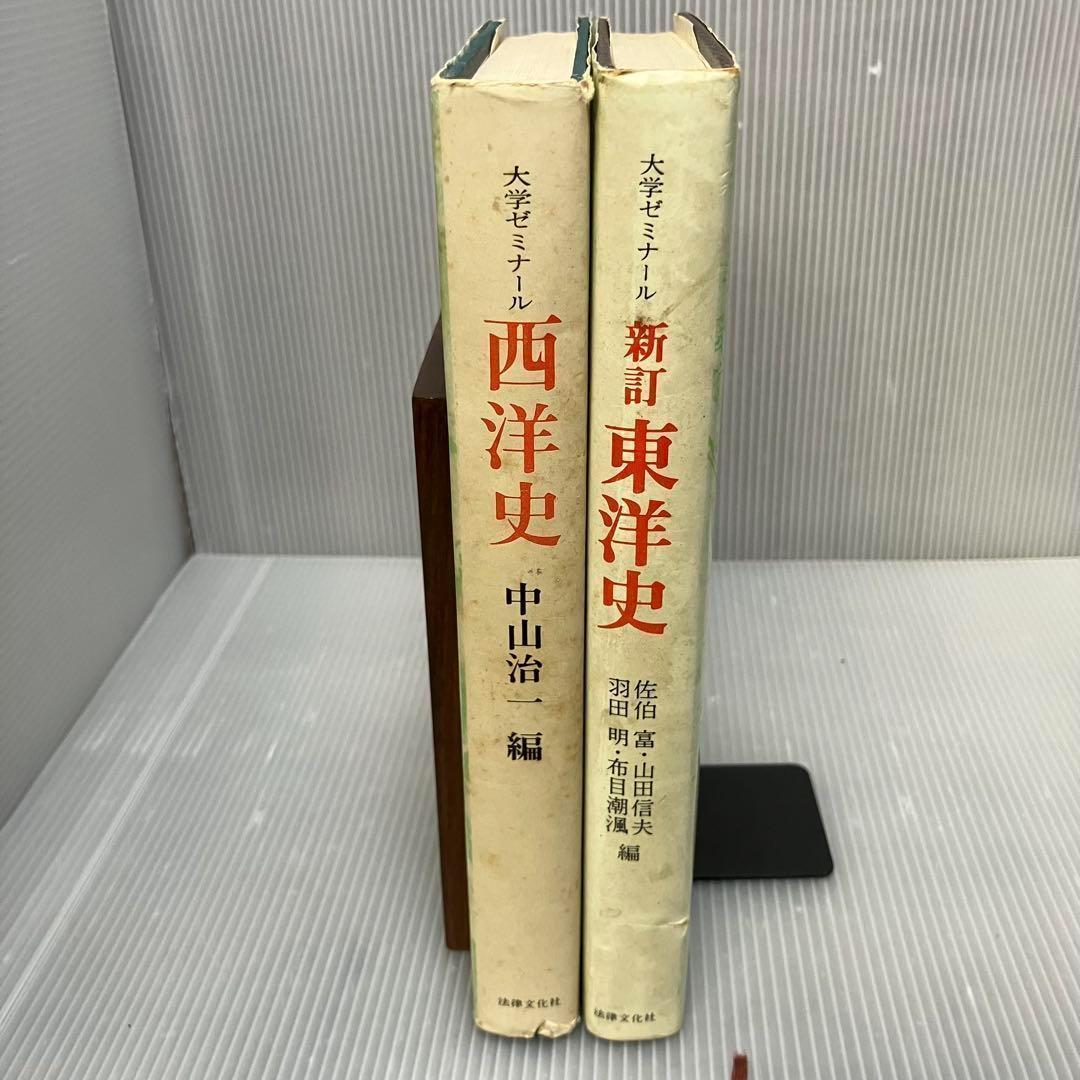 大学ゼミナール
西洋史
中山治一 編
法律文化社
大学ゼミナール
新訂
東洋史
佐伯 富・山田信夫
羽田 明・布目潮渢
編
法律文化社